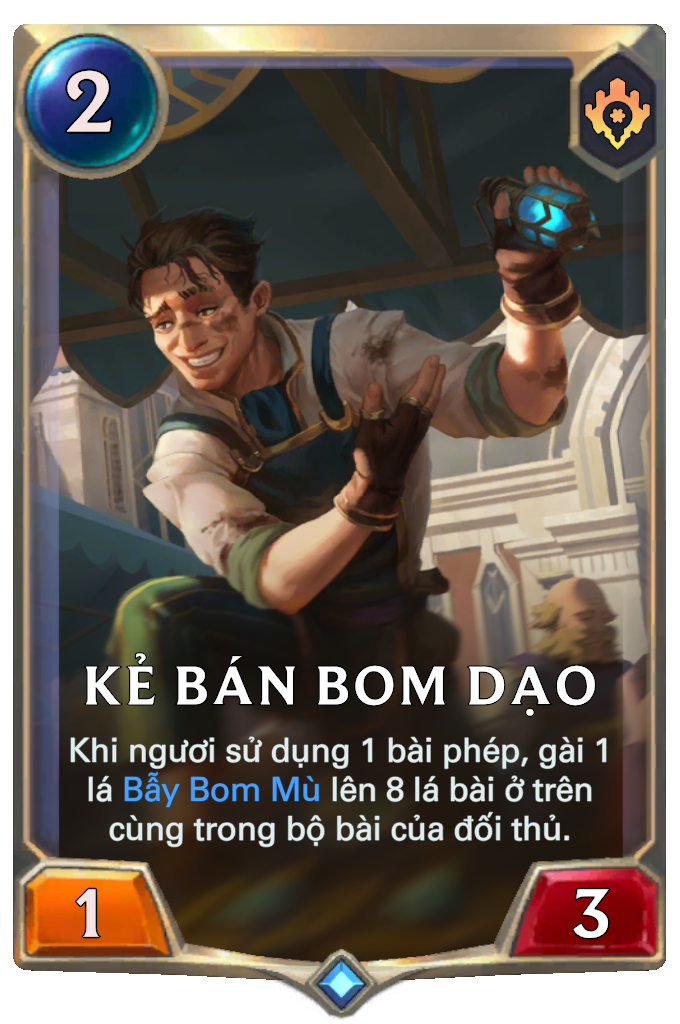 2
KẺ BÁN BOM DẠO
Khi ngươi sử dụng 1 bài phép, gài 1
lá Bẫy Bom Mù lên 8 lá bài ở trên
cùng trong bộ bài của đối thủ.
1
3